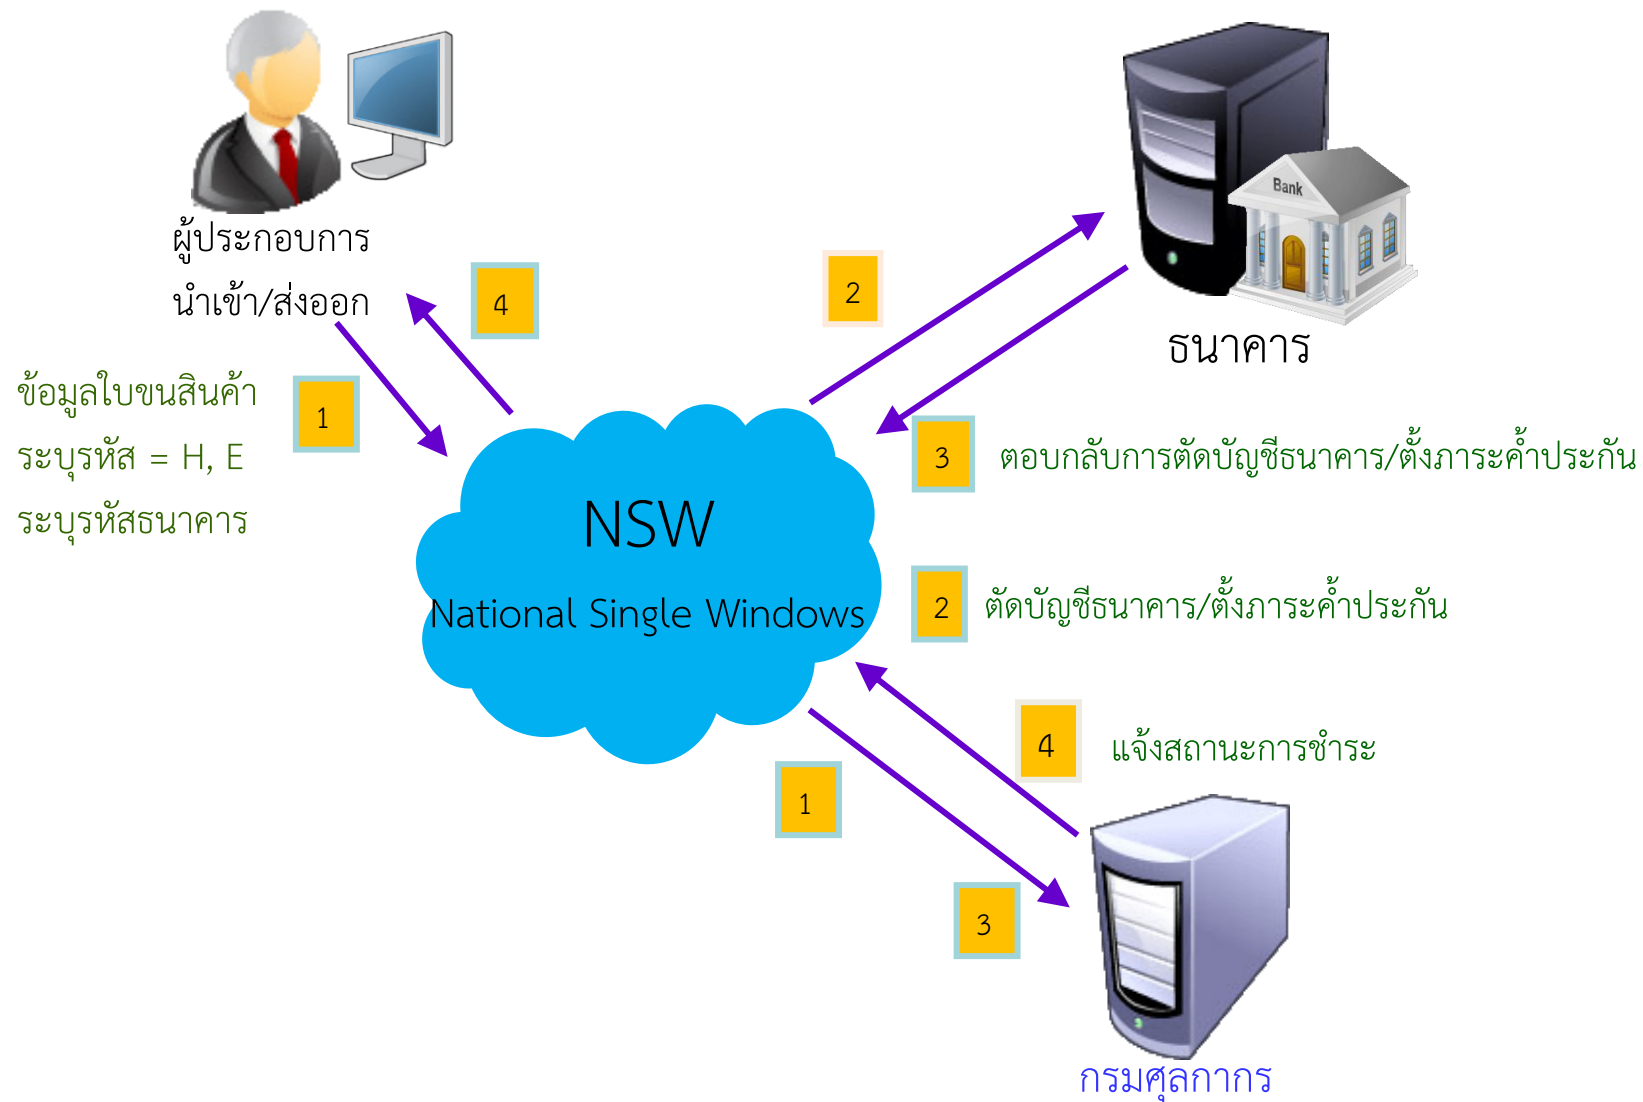 Bank
ผู้ประกอบการ
นำเข้า/ส่งออก
4
2
ธนาคาร
ข้อมูลใบขนสินค้า
ระบุรหัส = H, E
ระบุรหัสธนาคาร
1
3
ตอบกลับการตัดบัญชีธนาคาร/ตั้งภาระค้ำประกัน
NSW
National Single Windows
2
ตัดบัญชีธนาคาร/ตั้งภาระค้ำประกัน
4
แจ้งสถานะการชำระ
1
3
กรมศุลกากร